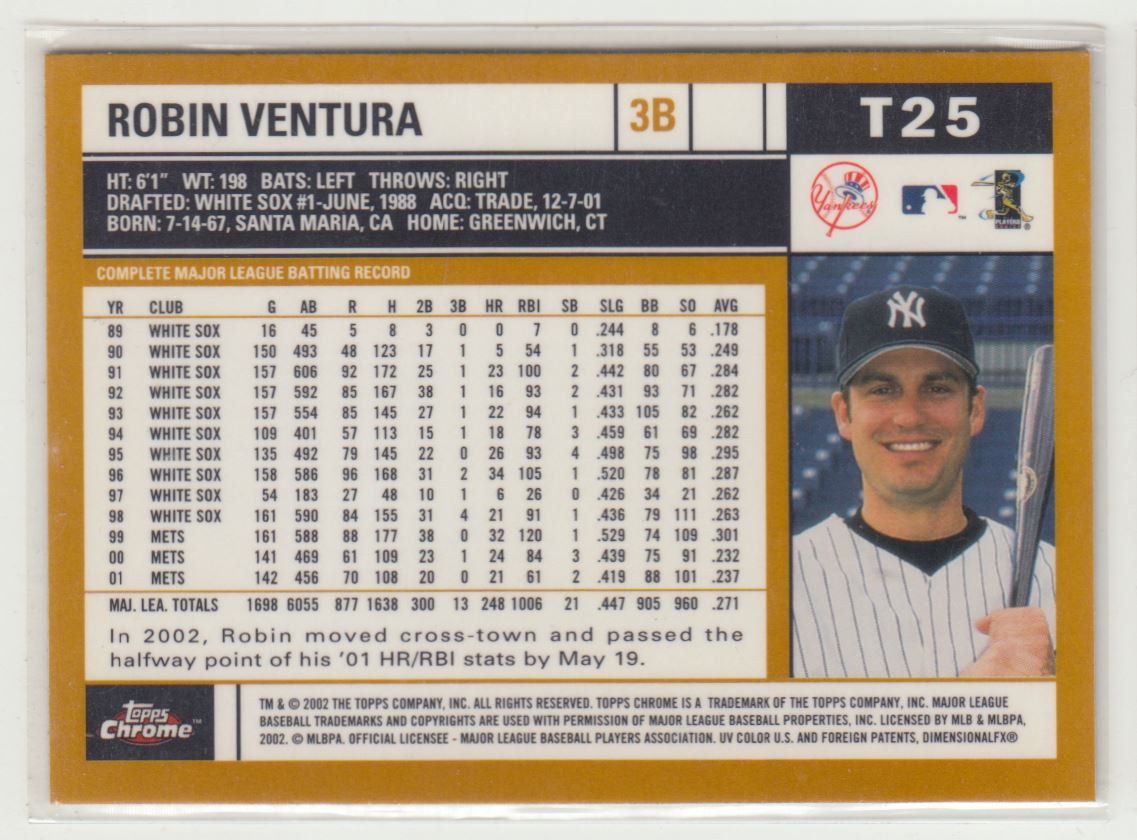 ROBIN VENTURA 3B T25
HT: 6'1" WT: 198 BATS: LEFT THROWS: RIGHT
DRAFTED: WHITE SOX #1-JUNE, 1988 ACQ: TRADE, 12-7-01
BORN: 7-14-67, SANTA MARIA, CA HOME: GREENWICH, CT
Yankees
PLAYERS
COMPLETE MAJOR LEAGUE BATTING RECORD
YR CLUB G AB R H 2B 3B HR RBI SB SLG BB SO AVG
89 WHITE SOX 16 45 5 8 3 0 0 7 0 .244 8 6 .178
90 WHITE SOX 150 493 48 123 17 1 5 54 1 .318 55 53 .249
91 WHITE SOX 157 606 92 172 25 1 23 100 2 .442 80 67 .284
92 WHITE SOX 157 592 85 167 38 1 16 93 2 .431 93 71 .282
93 WHITE SOX 157 554 85 145 27 1 22 94 1 .433 105 82 .262
94 WHITE SOX 109 401 57 113 15 1 18 78 3 .459 61 69 .282
95 WHITE SOX 135 492 79 145 22 0 26 93 4 .498 75 98 .295
96 WHITE SOX 158 586 96 168 31 2 34 105 1 .520 78 81 .287
97 WHITE SOX 54 183 27 48 10 1 6 26 0 .426 34 21 .262
98 WHITE SOX 161 590 84 155 31 4 21 91 1 .436 79 111 .263
99 METS 161 588 88 177 38 0 32 120 1 .529 74 109 .301
00 METS 141 469 61 109 23 1 24 84 3 .439 75 91 .232
01 METS 142 456 70 108 20 0 21 61 2 .419 88 101 .237
MAJ. LEA. TOTALS 1698 6055 877 1638 300 13 248 1006 21 .447 905 960 .271
In 2002, Robin moved cross-town and passed the
halfway point of his '01 HR/RBI stats by May 19.
NY
Topps
Chrome™
TM & © 2002 THE TOPPS COMPANY, INC. ALL RIGHTS RESERVED. TOPPS CHROME IS A TRADEMARK OF THE TOPPS COMPANY, INC. MAJOR LEAGUE
BASEBALL TRADEMARKS AND COPYRIGHTS ARE USED WITH PERMISSION OF MAJOR LEAGUE BASEBALL PROPERTIES, INC. LICENSED BY MLB & MLBPA,
2002. © MLBPA. OFFICIAL LICENSEE - MAJOR LEAGUE BASEBALL PLAYERS ASSOCIATION. UV COLOR U.S. AND FOREIGN PATENTS, DIMENSIONALFX®